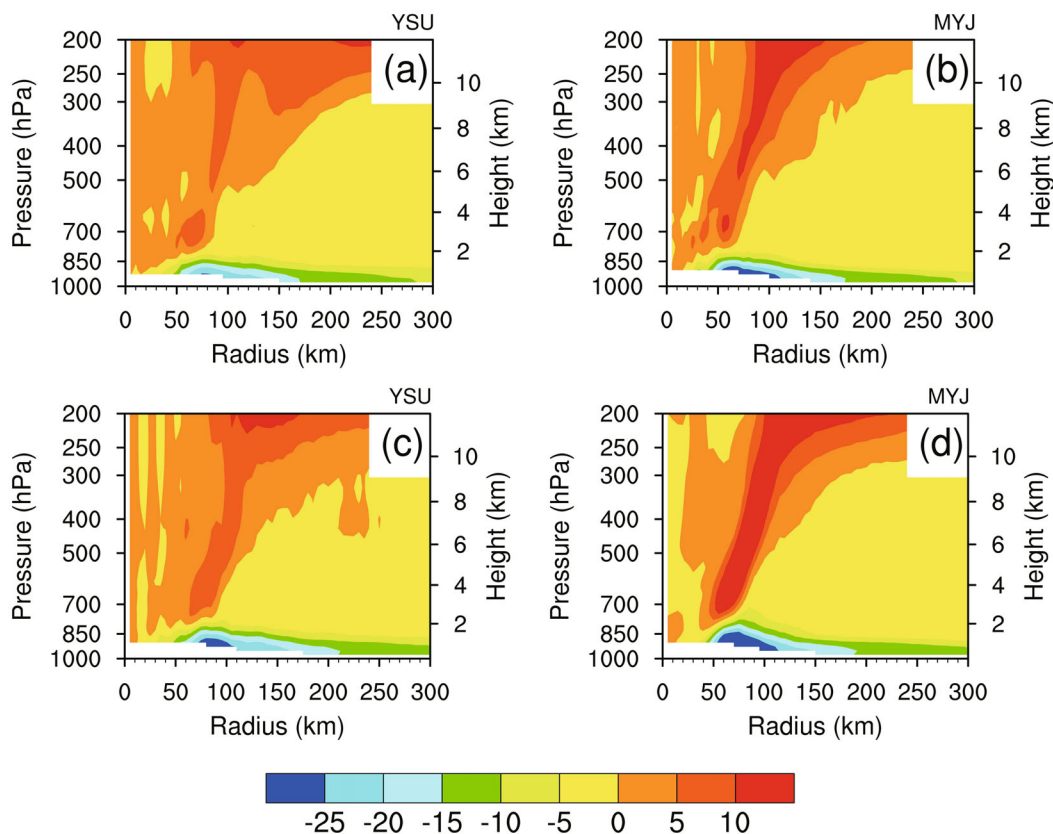 YSU
MYJ
(a)
(b)
200
250
300
400
500
700
850
1000
Pressure (hPa)
10
8
6
4
2
Height (km)
0 50 100 150 200 250 300
Radius (km)
200
250
300
400
500
700
850
1000
Pressure (hPa)
10
8
6
4
2
Height (km)
0 50 100 150 200 250 300
Radius (km)
YSU
MYJ
(c)
(d)
200
250
300
400
500
700
850
1000
Pressure (hPa)
10
8
6
4
2
Height (km)
0 50 100 150 200 250 300
Radius (km)
200
250
300
400
500
700
850
1000
Pressure (hPa)
10
8
6
4
2
Height (km)
0 50 100 150 200 250 300
Radius (km)
-25 -20 -15 -10 -5 0 5 10